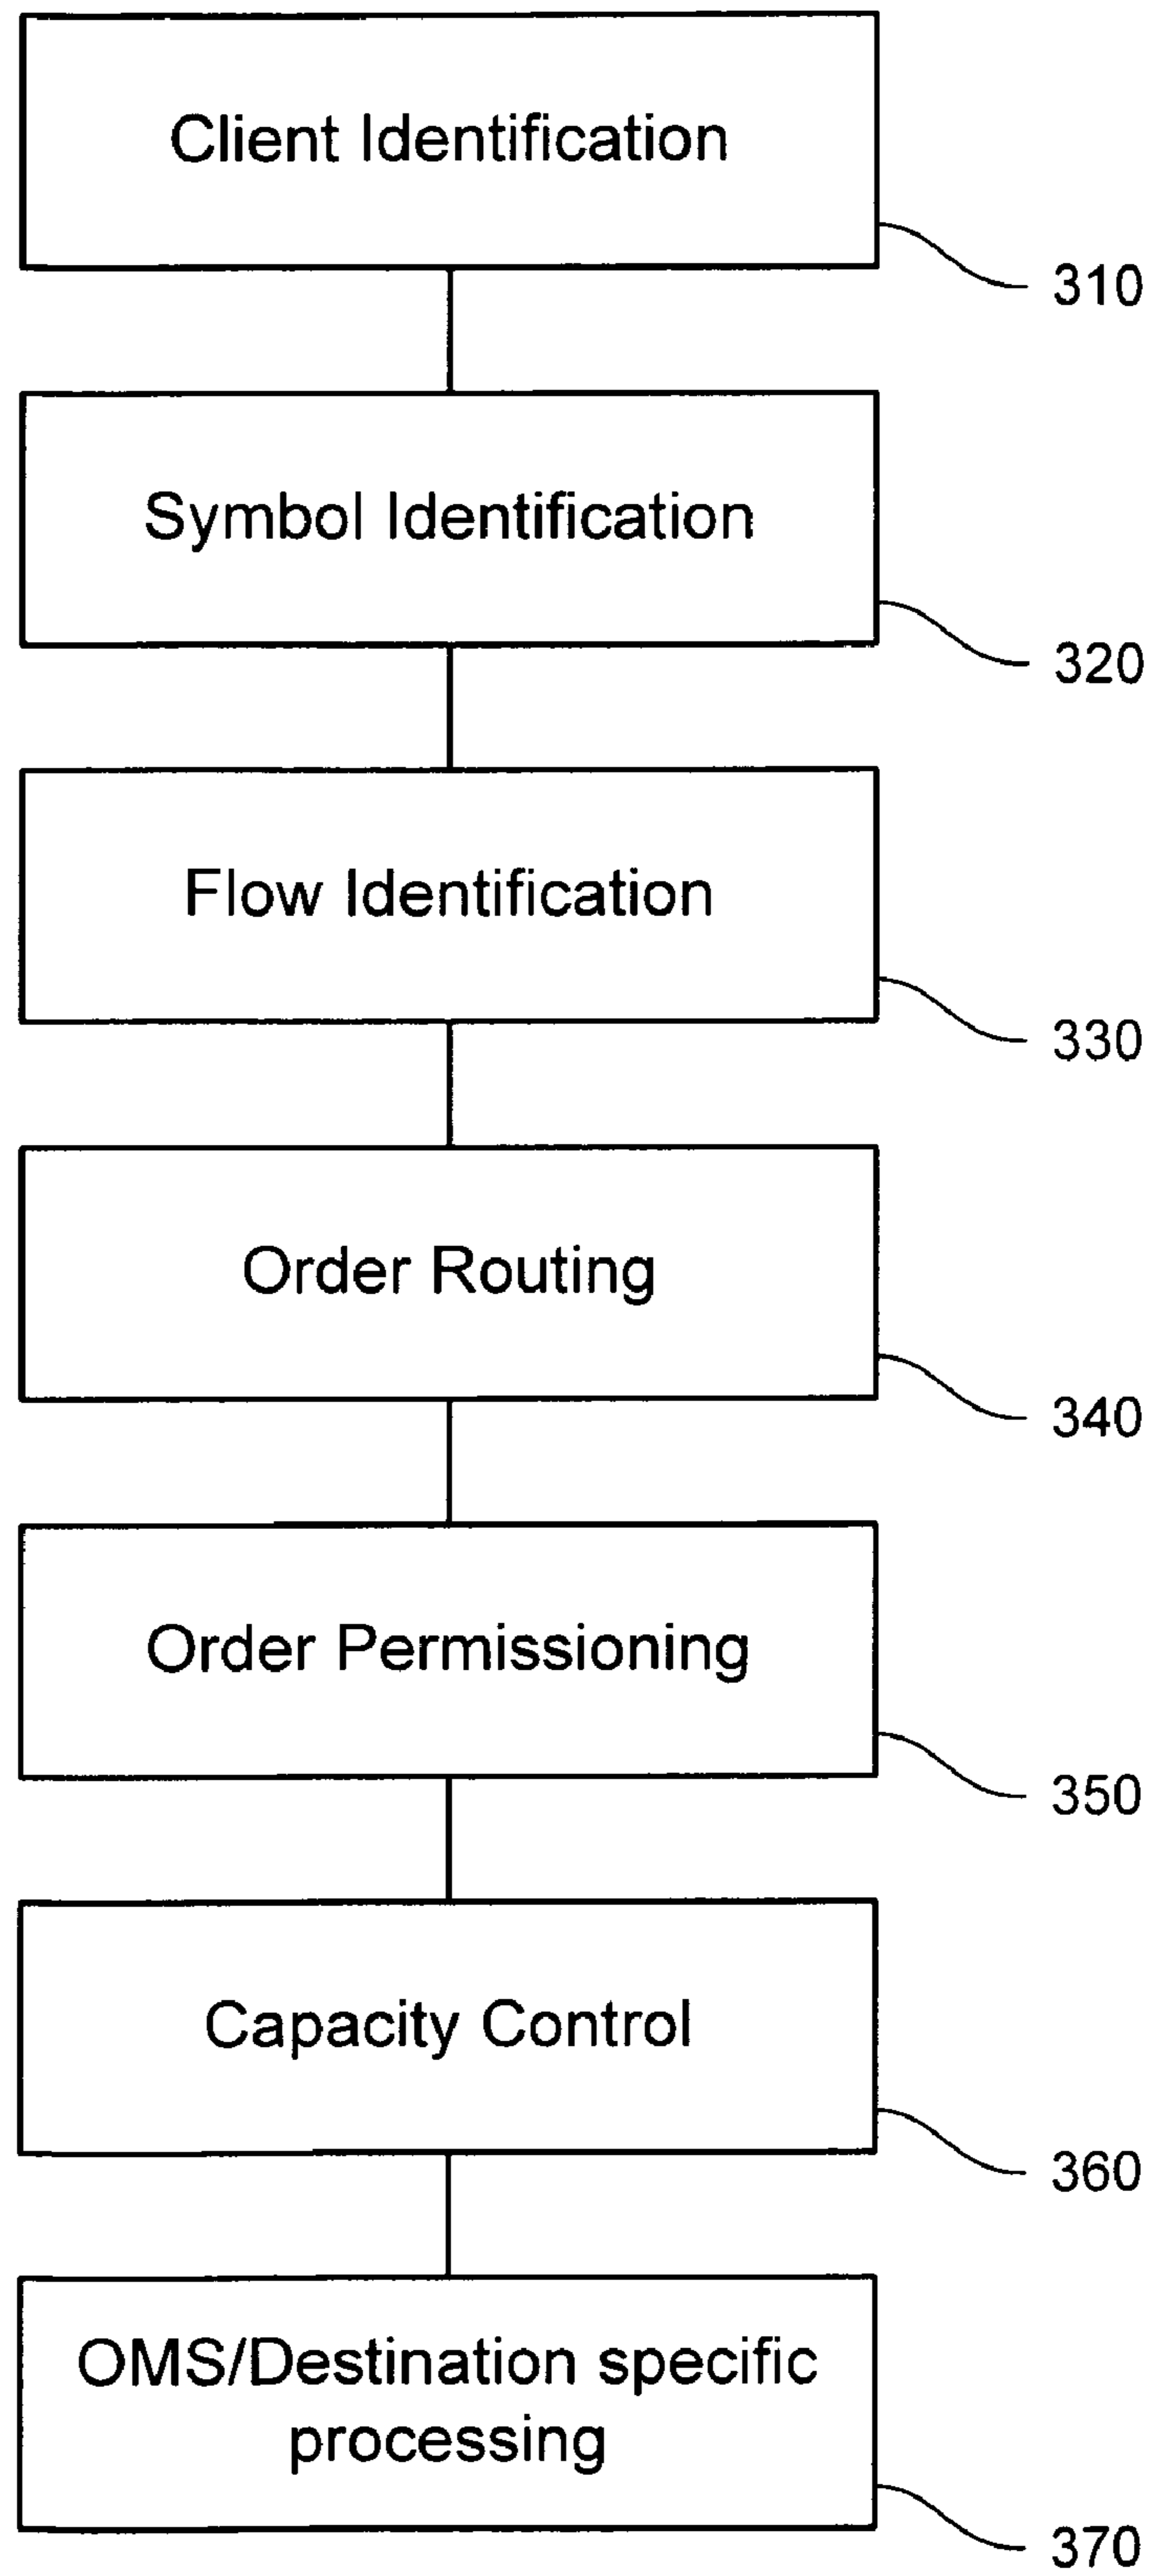 Client Identification
310
Symbol Identification
320
Flow Identification
330
Order Routing
340
Order Permissioning
350
Capacity Control
360
OMS/Destination specific
processing
370